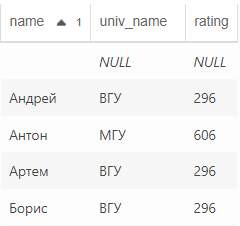 name 1 univ_name rating
NULL NULL
Андрей ВГУ 296
Антон МГУ 606
Артем ВГУ 296
Борис ВГУ 296